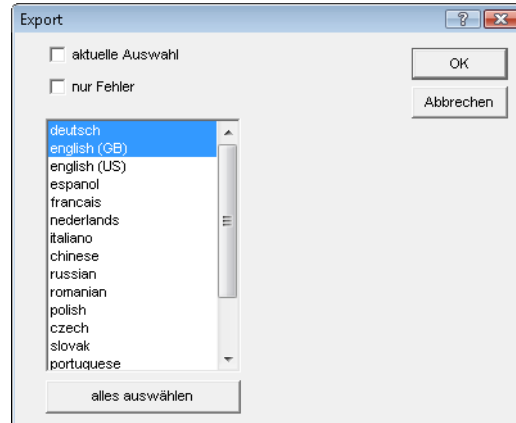 Export
aktuelle Auswahl
OK
nur Fehler
Abbrechen
deutsch
english (GB)
english (US)
espanol
francais
nederlands
italiano
chinese
russian
romanian
polish
czech
slovak
portuguese
alles auswählen